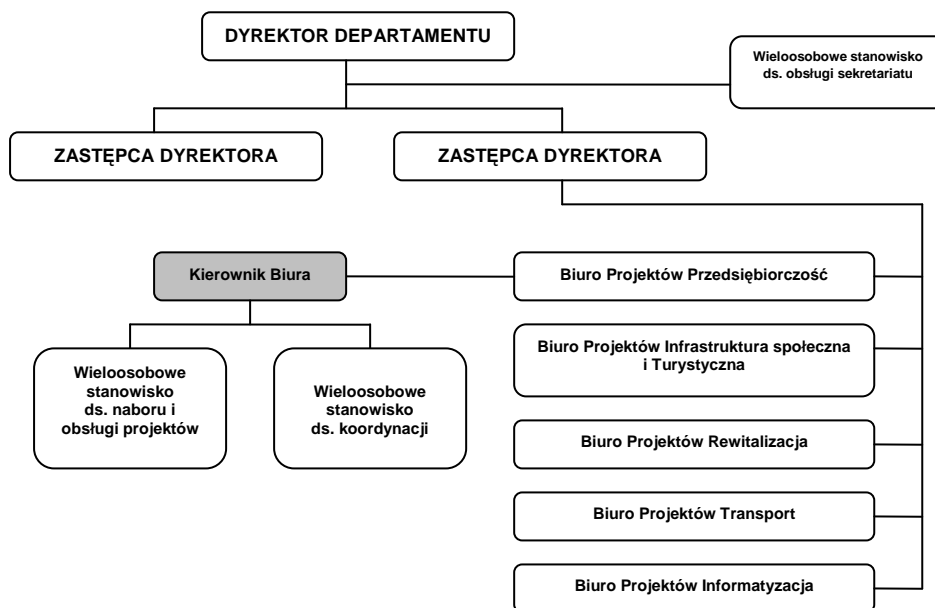 DYREKTOR DEPARTAMENTU
Wieloosobowe stanowisko
ds. obsługi sekretariatu
ZASTĘPCA DYREKTORA
ZASTĘPCA DYREKTORA
Kierownik Biura
Biuro Projektów Przedsiębiorczość
Biuro Projektów Infrastruktura społeczna
i Turystyczna
Wieloosobowe
stanowisko
ds. naboru i
obsługi projektów
Wieloosobowe
stanowisko
ds. koordynacji
Biuro Projektów Rewitalizacja
Biuro Projektów Transport
Biuro Projektów Informatyzacja